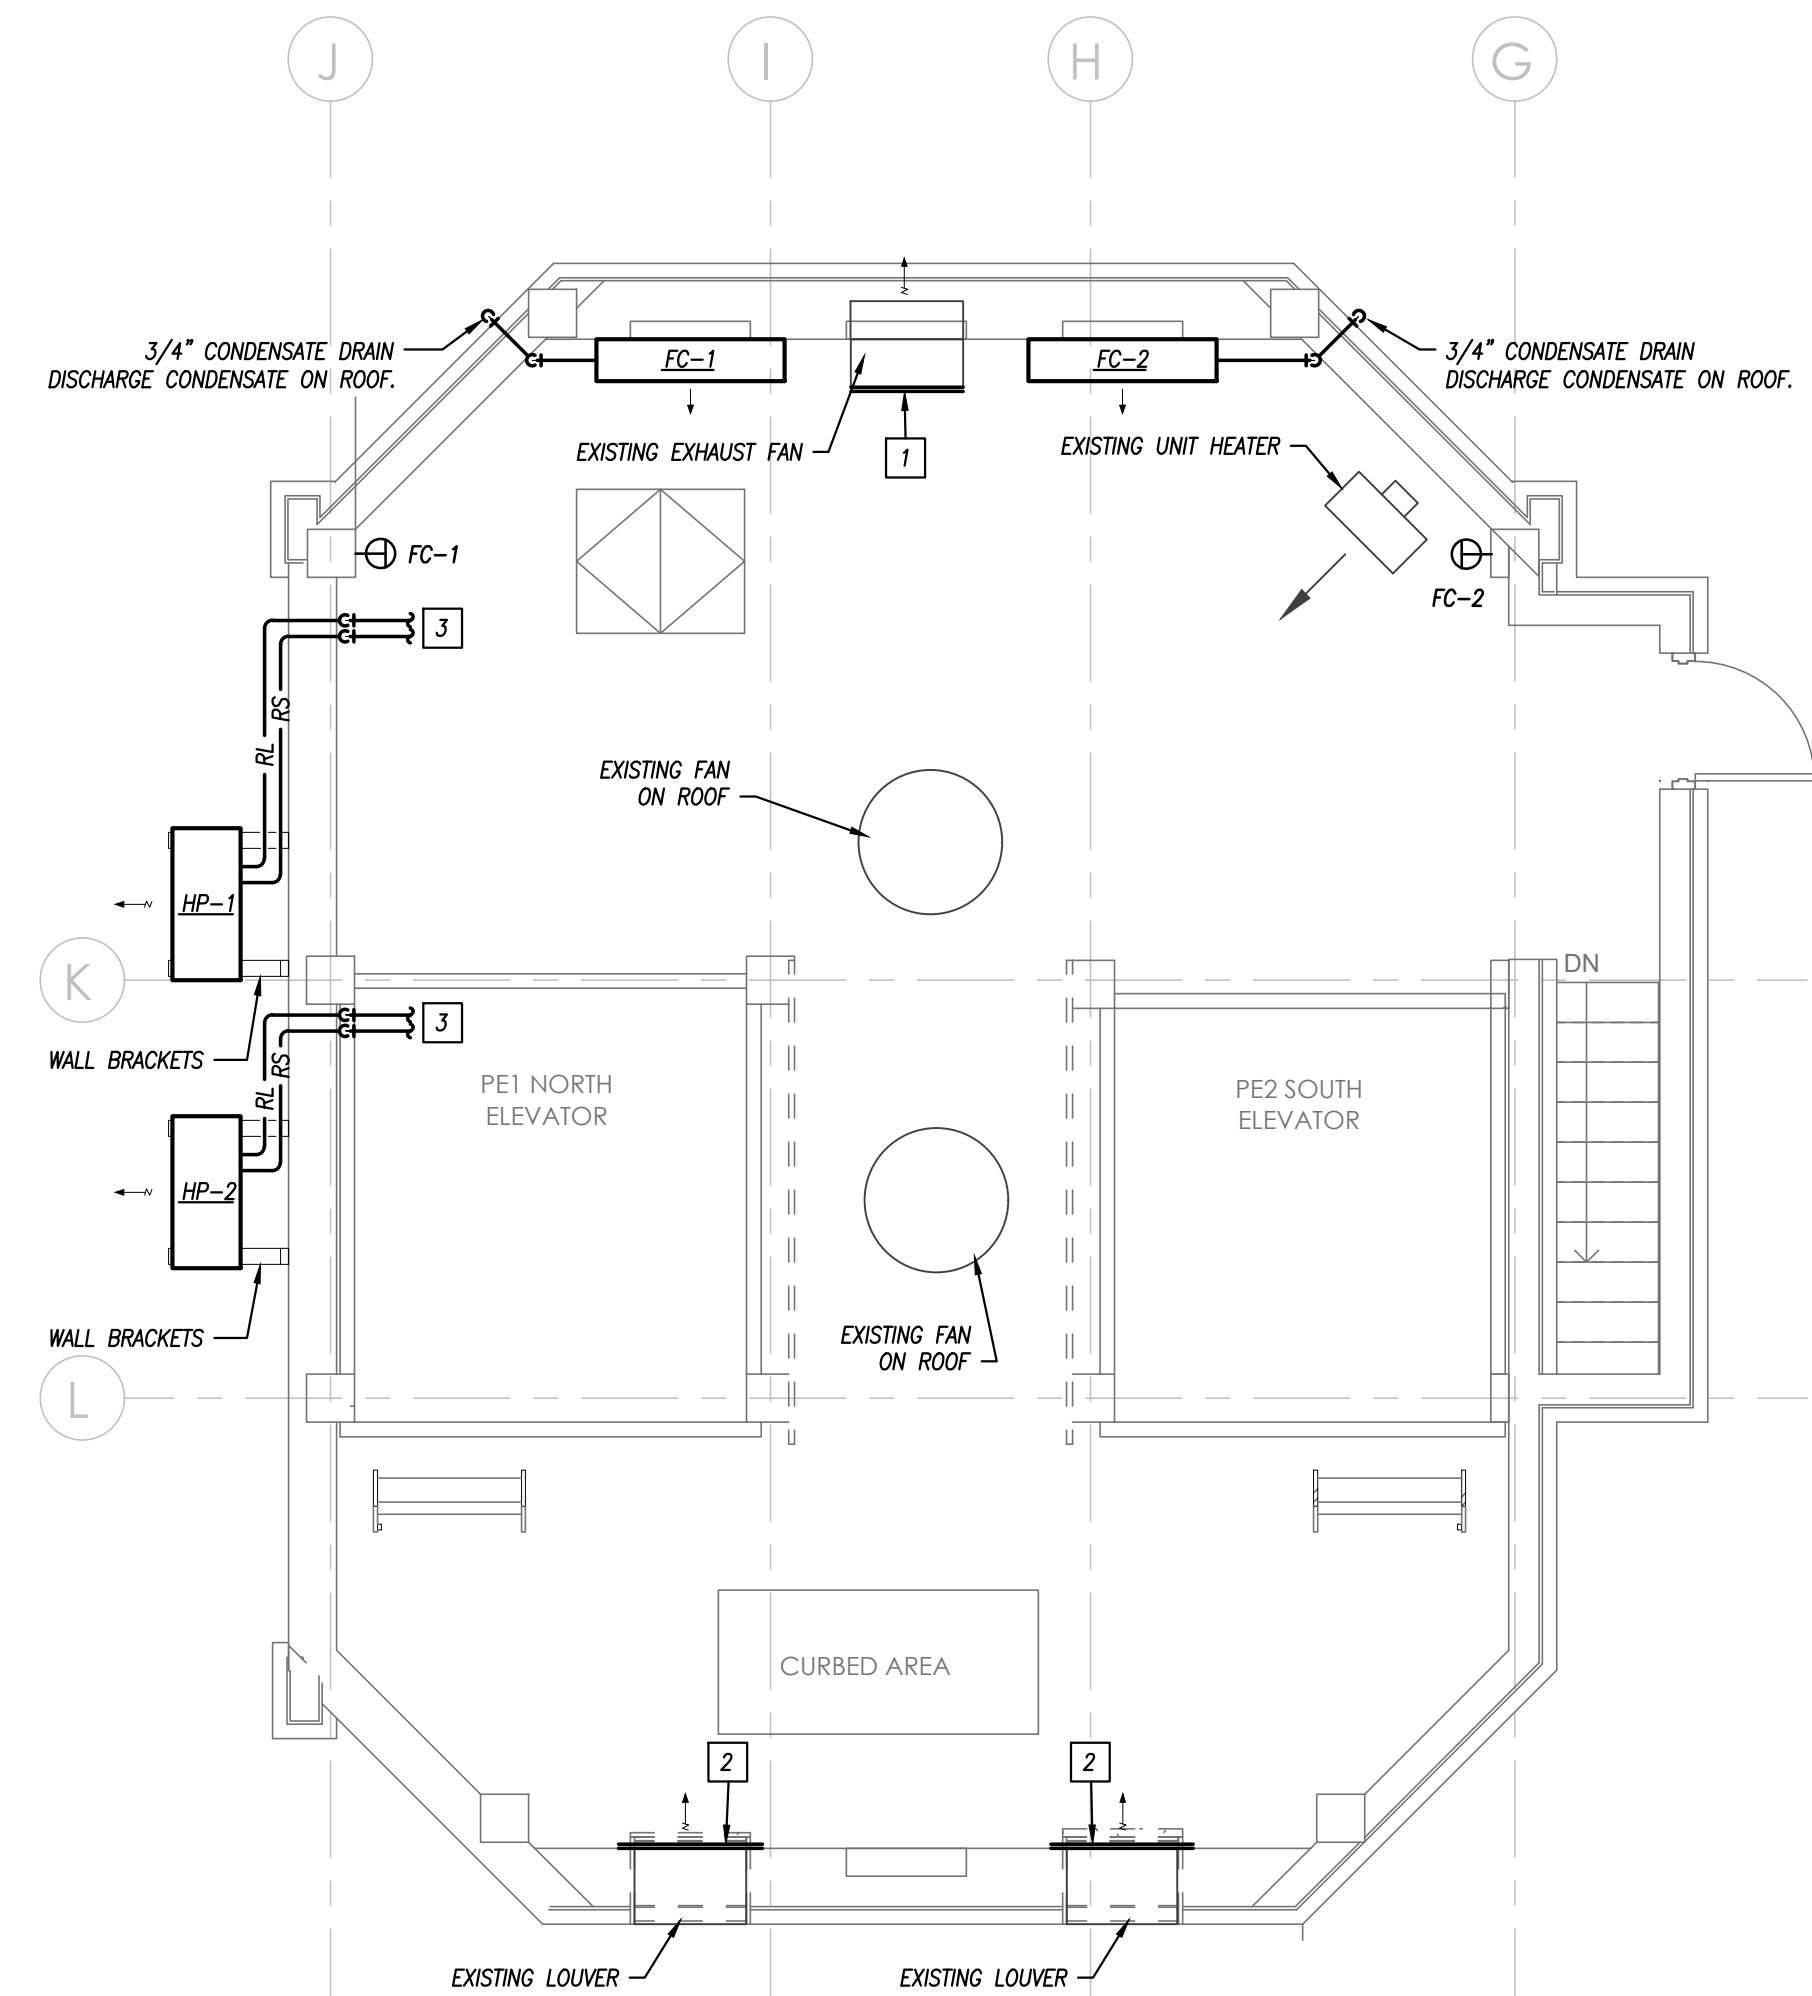 J
I
H
G
3/4" CONDENSATE DRAIN
DISCHARGE CONDENSATE ON ROOF.
FC-1
FC-2
3/4" CONDENSATE DRAIN
DISCHARGE CONDENSATE ON ROOF.
EXISTING EXHAUST FAN
1
EXISTING UNIT HEATER
FC-1
FC-2
3
RS
RL
EXISTING FAN
ON ROOF
HP-1
K
DN
3
WALL BRACKETS
RS
RL
PE1 NORTH
ELEVATOR
PE2 SOUTH
ELEVATOR
HP-2
WALL BRACKETS
EXISTING FAN
ON ROOF
L
CURBED AREA
2
2
EXISTING LOUVER
EXISTING LOUVER